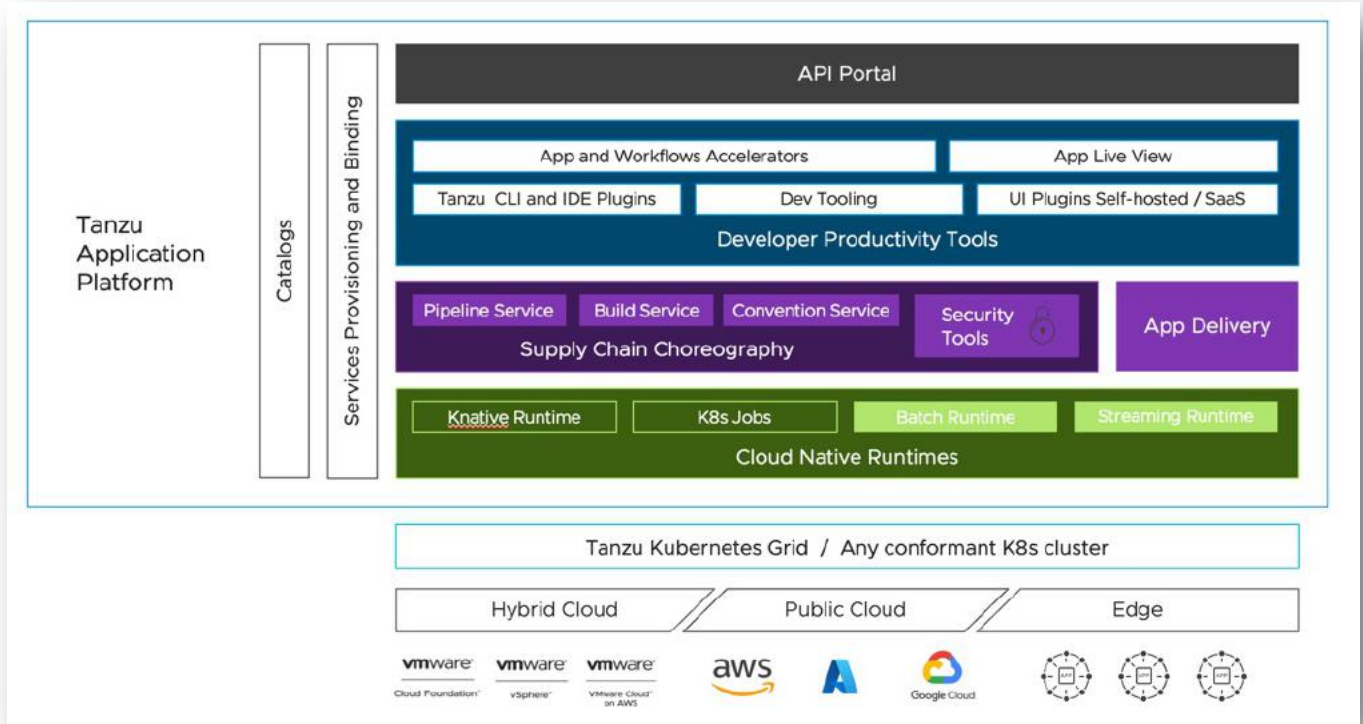 Tanzu
Application
Platform
Catalogs
Services Provisioning and Binding
API Portal
App and Workflows Accelerators
App Live View
Tanzu CLI and IDE Plugins
Dev Tooling
UI Plugins Self-hosted / SaaS
Developer Productivity Tools
Pipeline Service
Build Service
Convention Service
Security
Tools
Supply Chain Choreography
App Delivery
Knative Runtime
K8s Jobs
Batch Runtime
Streaming Runtime
Cloud Native Runtimes
Tanzu Kubernetes Grid / Any conformant K8s cluster
Hybrid Cloud
Public Cloud
Edge
vmware
Cloud Foundation
vmware
vSphere
vmware
VMware Cloud
on AWS
aws
Google Cloud
APP
APP
APP